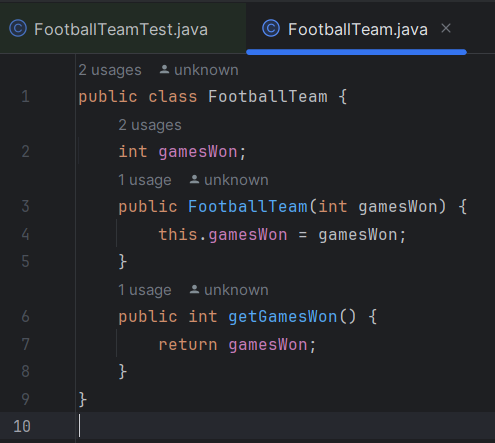 FootballTeamTest.java FootballTeam.java
2 usages unknown
1 public class FootballTeam {
2 usages
2 int gamesWon;
1 usage unknown
3 public FootballTeam(int gamesWon) {
4 this.gamesWon = gamesWon;
5 }
1 usage unknown
6 public int getGamesWon() {
7 return gamesWon;
8 }
9 }
10